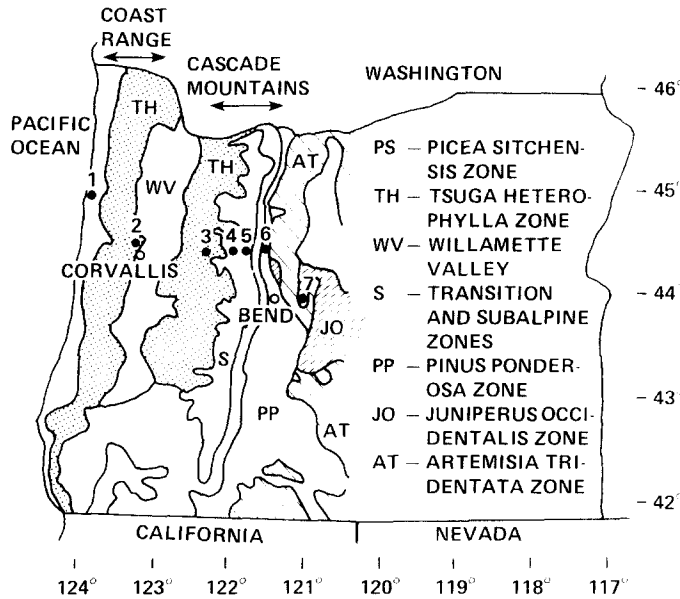 COAST
RANGE
CASCADE
MOUNTAINS
WASHINGTON
46°
PACIFIC
OCEAN
TH
WV
TH
AT
1
2
3
S
4
5
6
7
CORVALLIS
BEND
JO
S
PP
AT
PS – PICEA SITCHEN-
SIS ZONE
TH – TSUGA HETERO-
PHYLLA ZONE
WV – WILLAMETTE
VALLEY
S – TRANSITION
AND SUBALPINE
ZONES
PP – PINUS PONDER-
OSA ZONE
JO – JUNIPERUS OCCI-
DENTALIS ZONE
AT – ARTEMISIA TRI-
DENTATA ZONE
45°
44°
43°
42°
CALIFORNIA
NEVADA
124° 123° 122° 121° 120° 119° 118° 117°